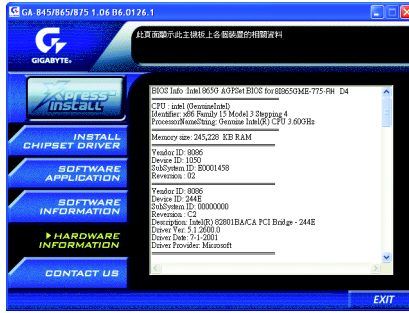 GA-845/865/875 1.06 B6.0126.1
GIGABYTE
此頁面顯示此主機板上各個裝置的相關資料
Xpress-
Install
INSTALL
CHIPSET DRIVER
SOFTWARE
APPLICATION
SOFTWARE
INFORMATION
HARDWARE
INFORMATION
CONTACT US
BIOS Info :Intel 865G AGPSet BIOS for 8I865GME-775-RH D4
CPU : intel (GenuineIntel)
Identifier: x86 Family 15 Model 3 Stepping 4
ProcessorNameString: Genuine Intel(R) CPU 3.60GHz
Memory size: 245,228 KB RAM
Vendor ID: 8086
Device ID: 1050
SubSystem ID: E0001458
Reversion : 02
Vendor ID: 8086
Device ID: 244E
SubSystem ID: 00000000
Reversion : C2
Description: Intel(R) 82801BA/CA PCI Bridge - 244E
Driver Ver: 5.1.2600.0
Driver Date: 7-1-2001
Driver Provider: Microsoft
EXIT